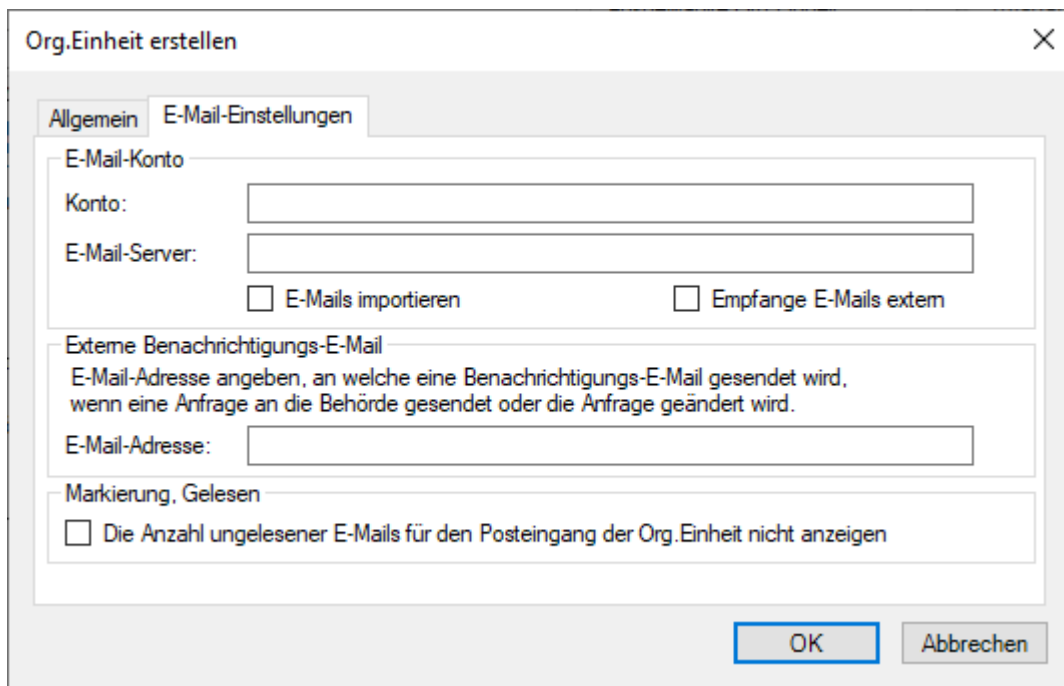 Org.Einheit erstellen
Allgemein
E-Mail-Einstellungen
E-Mail-Konto
Konto:
E-Mail-Server:
E-Mails importieren
Empfange E-Mails extern
Externe Benachrichtigungs-E-Mail
E-Mail-Adresse angeben, an welche eine Benachrichtigungs-E-Mail gesendet wird,
wenn eine Anfrage an die Behörde gesendet oder die Anfrage geändert wird.
E-Mail-Adresse:
Markierung, Gelesen
Die Anzahl ungelesener E-Mails für den Posteingang der Org.Einheit nicht anzeigen
OK
Abbrechen